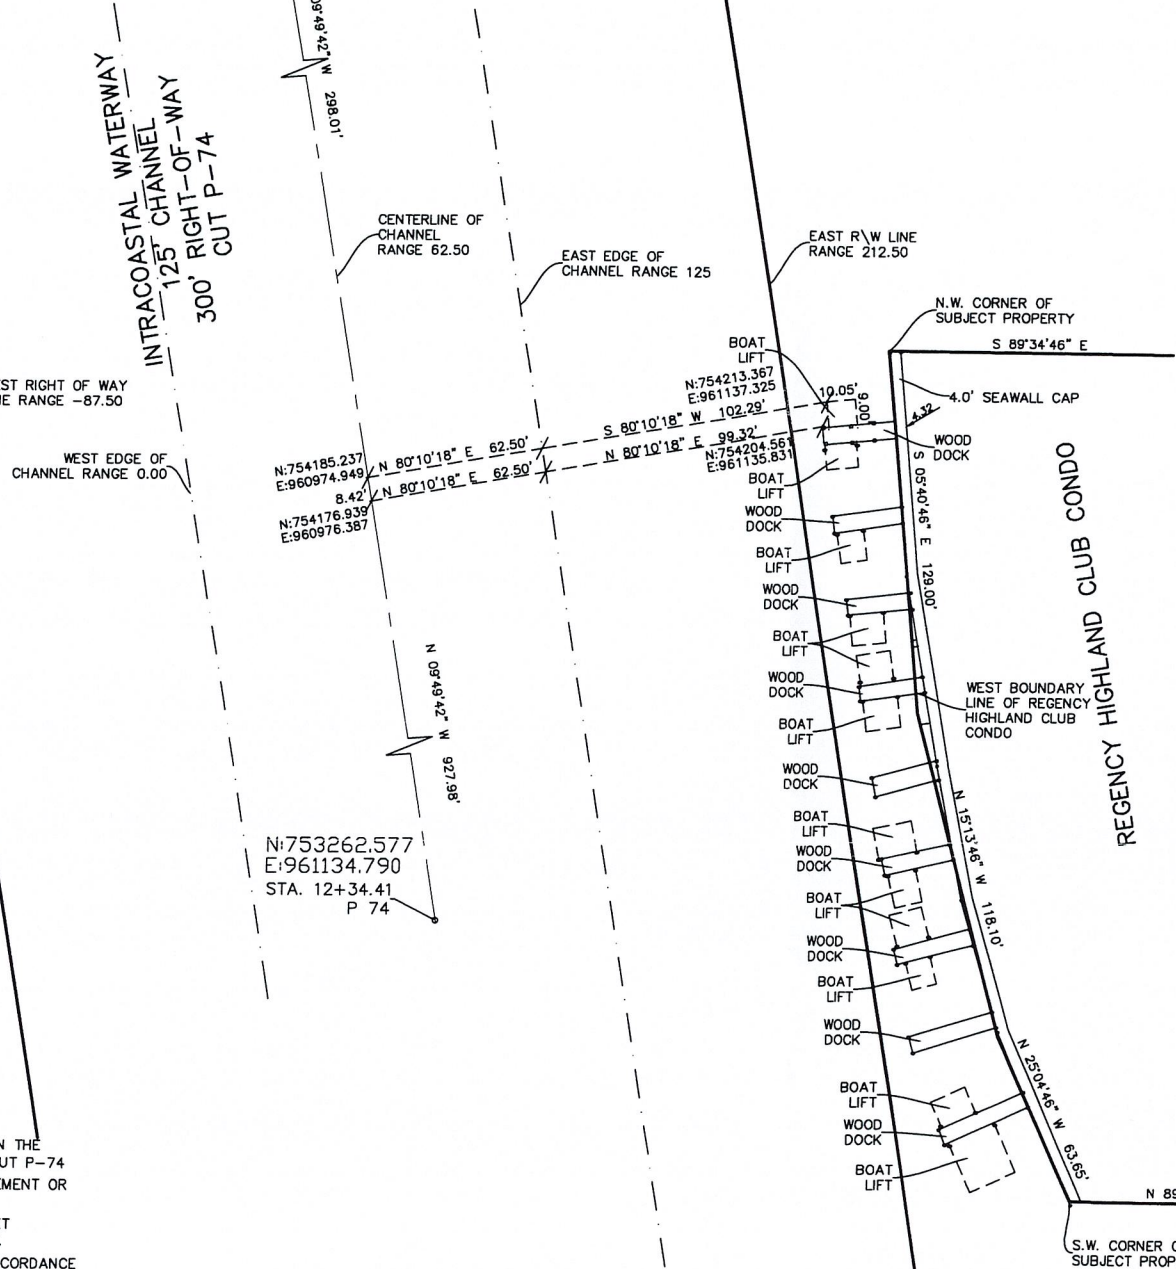 09°49'42" W 298.01'
INTRACOASTAL WATERWAY
125' CHANNEL
300' RIGHT-OF-WAY
CUT P-74
CENTERLINE OF
CHANNEL
RANGE 62.50
EAST EDGE OF
CHANNEL RANGE 125
EAST R\W LINE
RANGE 212.50
N.W. CORNER OF
SUBJECT PROPERTY
S 89°34'46" E
4.0' SEAWALL CAP
4.32
BOAT
LIFT
N:754213.367
E:961137.325
10.05'
9.00'
S 80°10'18" W 102.29'
N 80°10'18" E 99.32'
N:754204.561
E:961135.831
ST RIGHT OF WAY
E RANGE -87.50
WEST EDGE OF
CHANNEL RANGE 0.00
N:754185.237
E:960974.949
N 80°10'18" E 62.50'
8.42'
N 80°10'18" E 62.50'
N:754176.939
E:960976.387
WOOD
DOCK
BOAT
LIFT
WOOD
DOCK
S 05°40'46" E 129.00'
BOAT
LIFT
WOOD
DOCK
BOAT
LIFT
WOOD
DOCK
WEST BOUNDARY
LINE OF REGENCY
HIGHLAND CLUB
CONDO
REGENCY HIGHLAND CLUB CONDO
BOAT
LIFT
N 09°49'42" W 927.98'
WOOD
DOCK
N 15°13'46" W 118.10'
BOAT
LIFT
WOOD
DOCK
BOAT
LIFT
N:753262.577
E:961134.790
STA. 12+34.41
P 74
WOOD
DOCK
BOAT
LIFT
WOOD
DOCK
N 25°04'46" W 63.65'
BOAT
LIFT
WOOD
DOCK
BOAT
LIFT
N THE
UT P-74
EMENT OR
ET
CORDANCE
N 89
S.W. CORNER
SUBJECT PROP